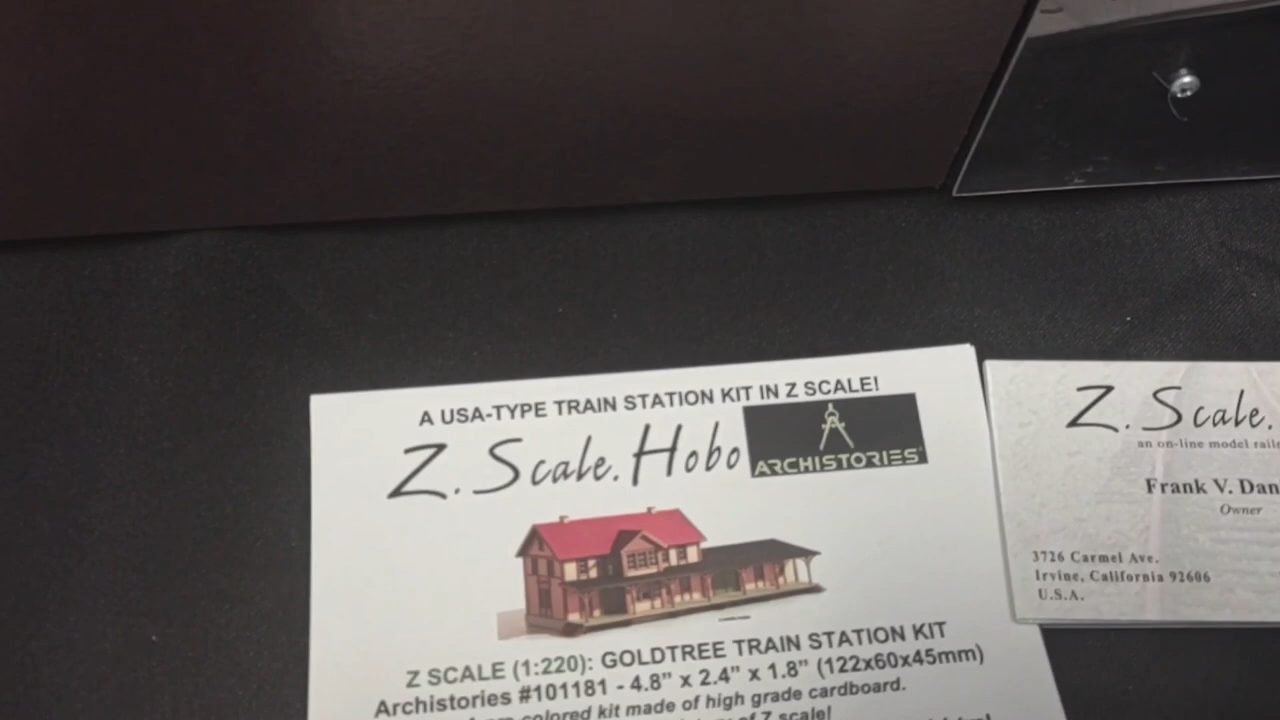 A USA-TYPE TRAIN STATION KIT IN Z SCALE!
Z.Scale.Hobo
ARCHISTORIES
Z SCALE (1:220): GOLDTREE TRAIN STATION KIT
Archistories #101181 - 4.8" x 2.4" x 1.8" (122x60x45mm)
colored kit made of high grade cardboard.
of Z scale!
Z.Scale.
an on-line model
Frank V. Dan
Owner
3726 Carmel Ave.
Irvine, California 92606
U.S.A.